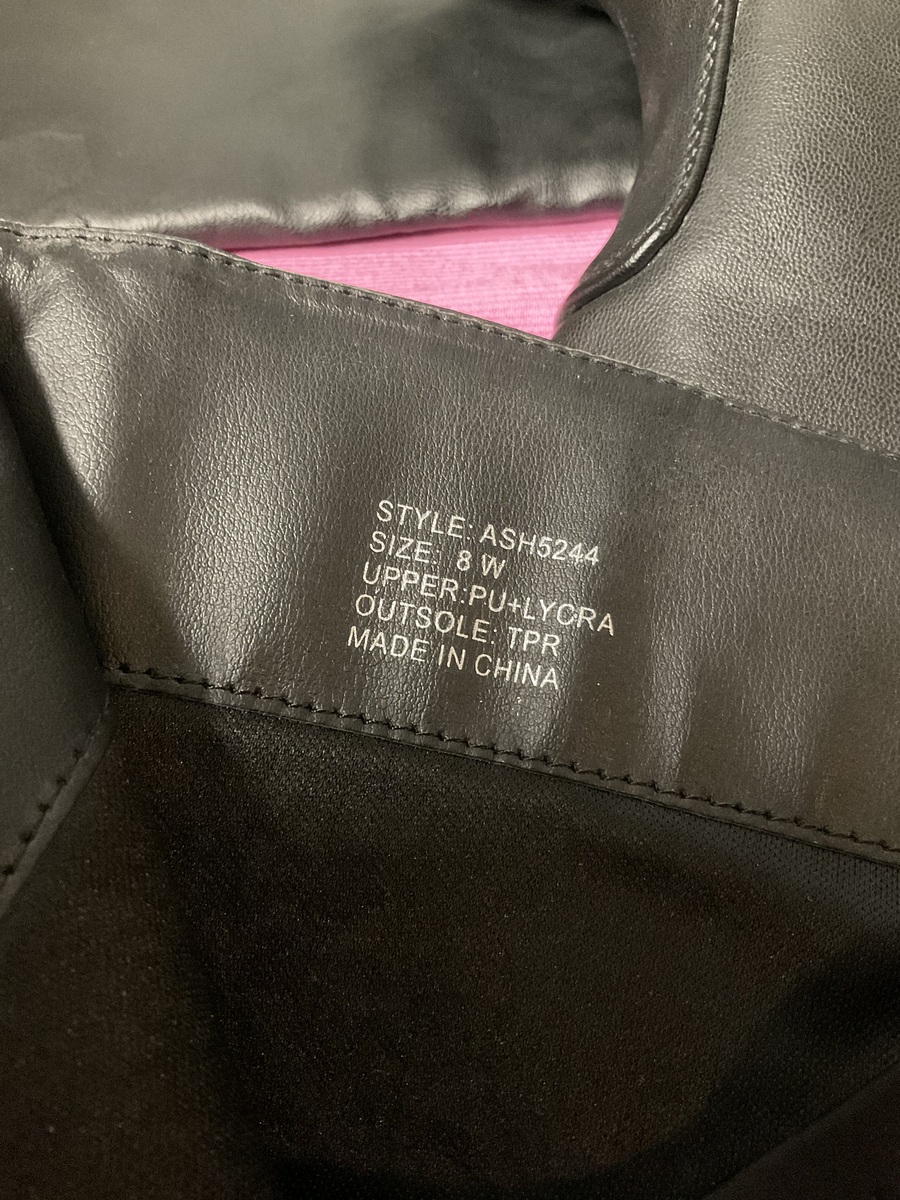 STYLE: ASH5244
SIZE: 8 W
UPPER:PU+LYCRA
OUTSOLE: TPR
MADE IN CHINA